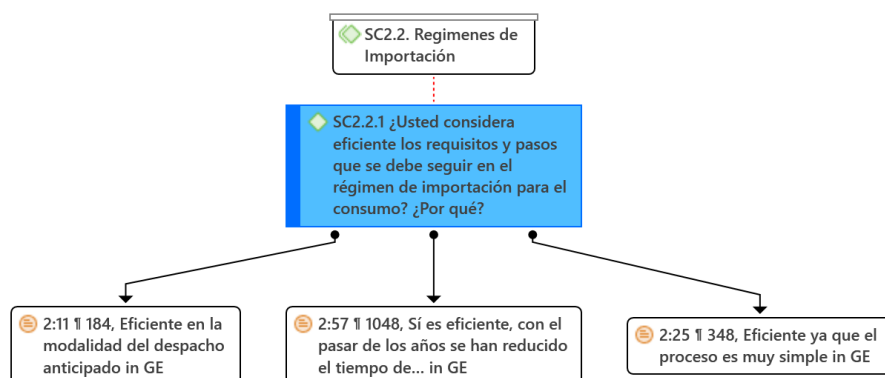 SC2.2. Regimenes de
Importación
SC2.2.1 ¿Usted considera
eficiente los requisitos y pasos
que se debe seguir en el
régimen de importación para el
consumo? ¿Por qué?
2:11 ¶ 184, Eficiente en la
modalidad del despacho
anticipado in GE
2:57 ¶ 1048, Sí es eficiente, con el
pasar de los años se han reducido
el tiempo de... in GE
2:25 ¶ 348, Eficiente ya que el
proceso es muy simple in GE